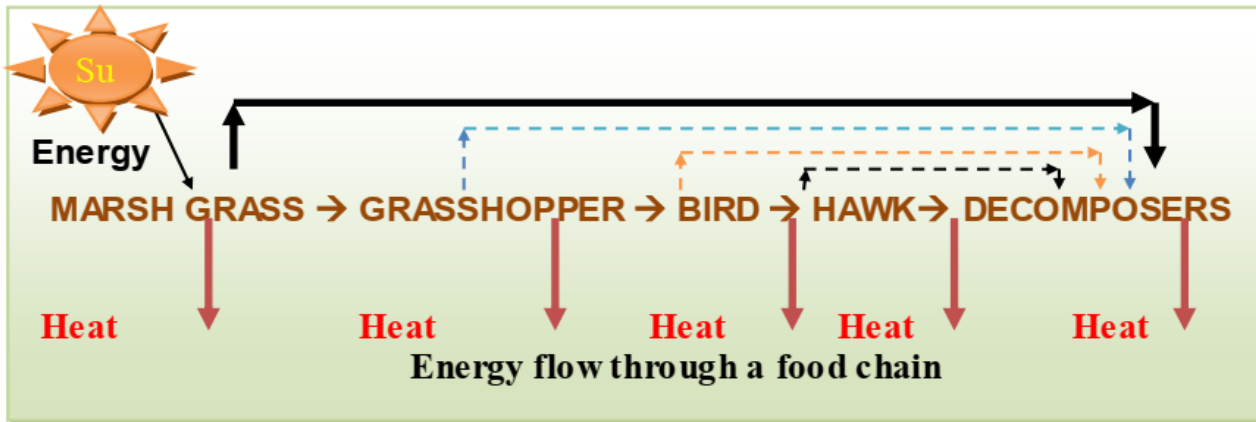 Su
Energy
MARSH GRASS → GRASSHOPPER → BIRD → HAWK → DECOMPOSERS
Heat Heat Heat Heat Heat
Energy flow through a food chain